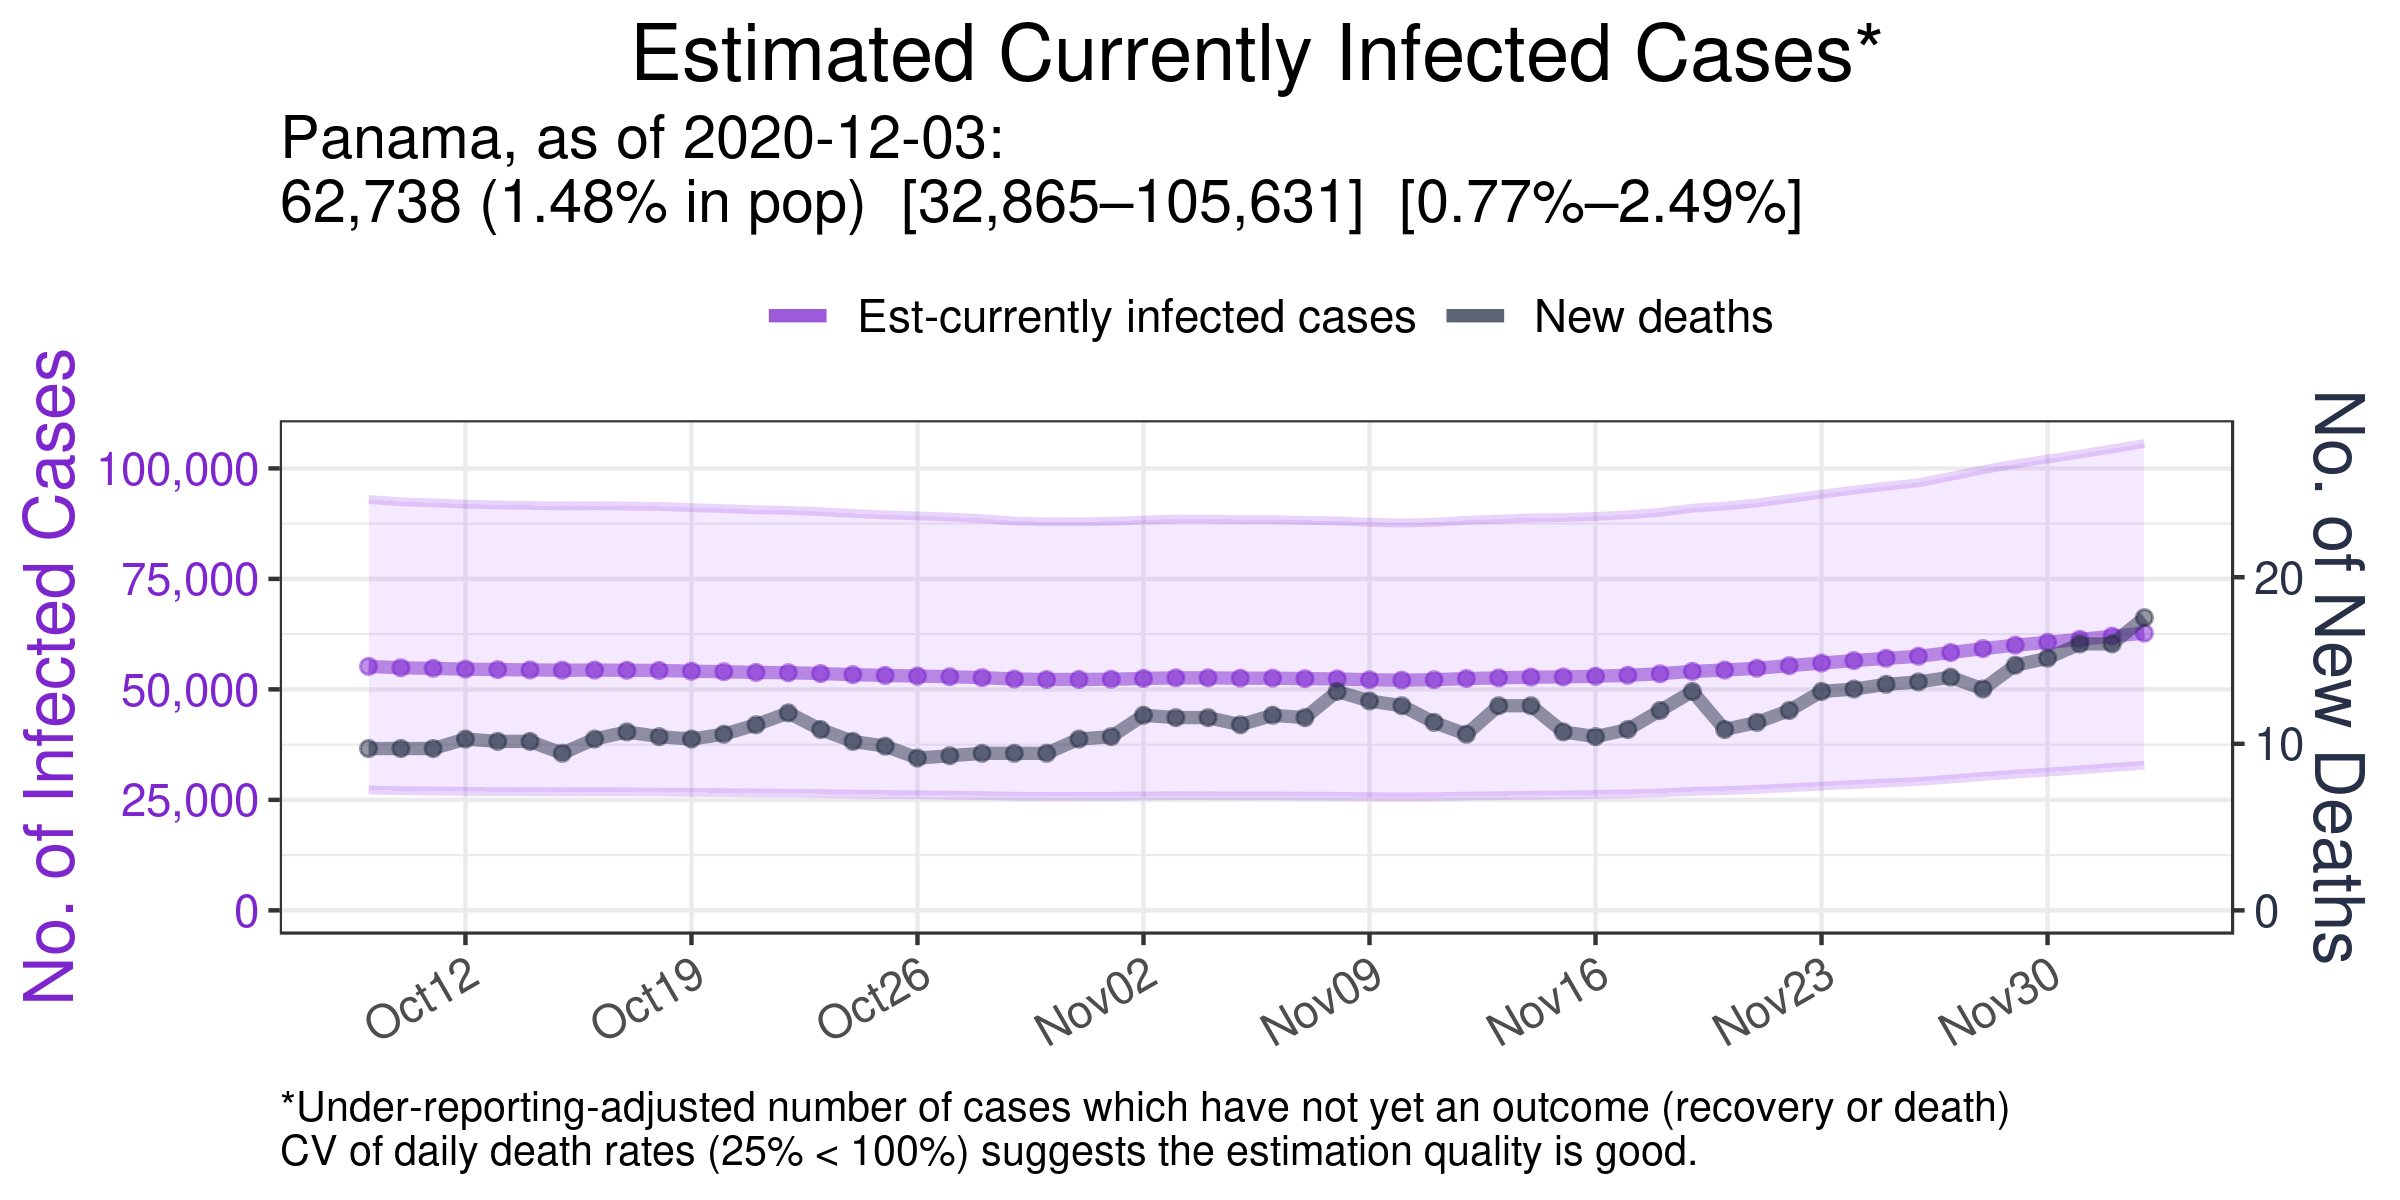 Estimated Currently Infected Cases*
Panama, as of 2020-12-03:
62,738 (1.48% in pop)  [32,865–105,631]  [0.77%–2.49%]
Est-currently infected cases
New deaths
No. of Infected Cases
100,000
75,000
50,000
25,000
0
20
10
0
No. of New Deaths
Oct12
Oct19
Oct26
Nov02
Nov09
Nov16
Nov23
Nov30
*Under-reporting-adjusted number of cases which have not yet an outcome (recovery or death)
CV of daily death rates (25% < 100%) suggests the estimation quality is good.